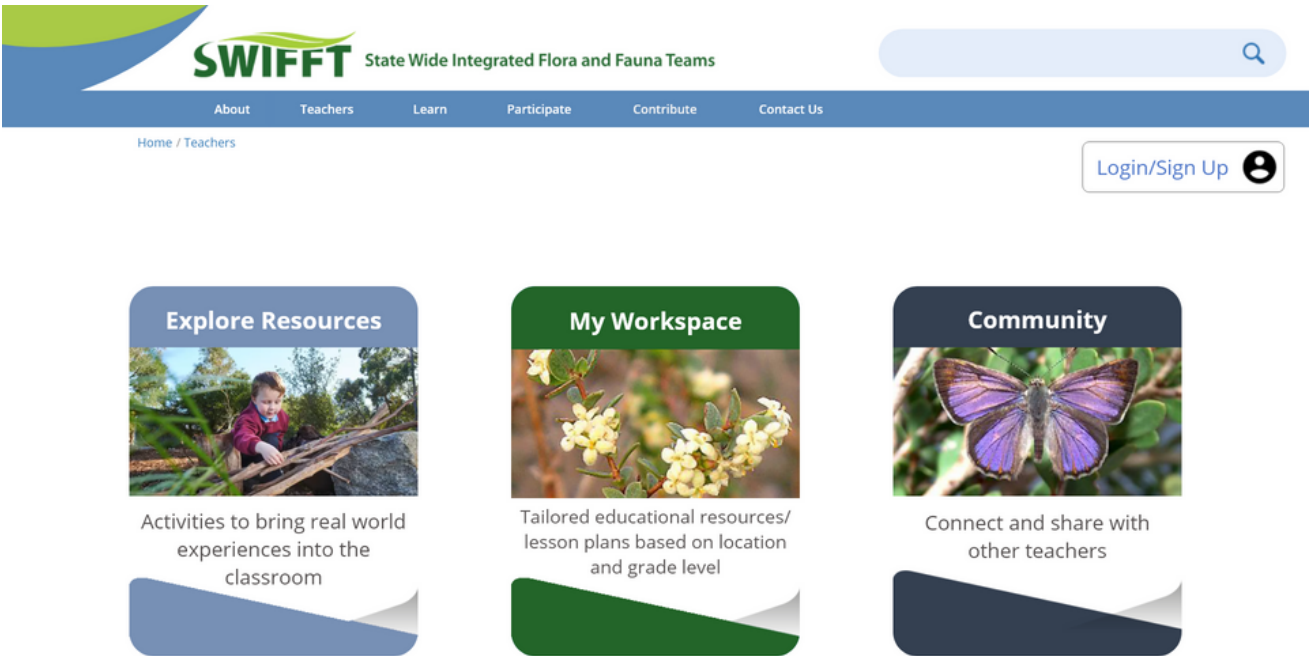 SWIFFT State Wide Integrated Flora and Fauna Teams
About Teachers Learn Participate Contribute Contact Us
Home / Teachers
Login/Sign Up
Explore Resources
Activities to bring real world
experiences into the
classroom
My Workspace
Tailored educational resources/
lesson plans based on location
and grade level
Community
Connect and share with
other teachers